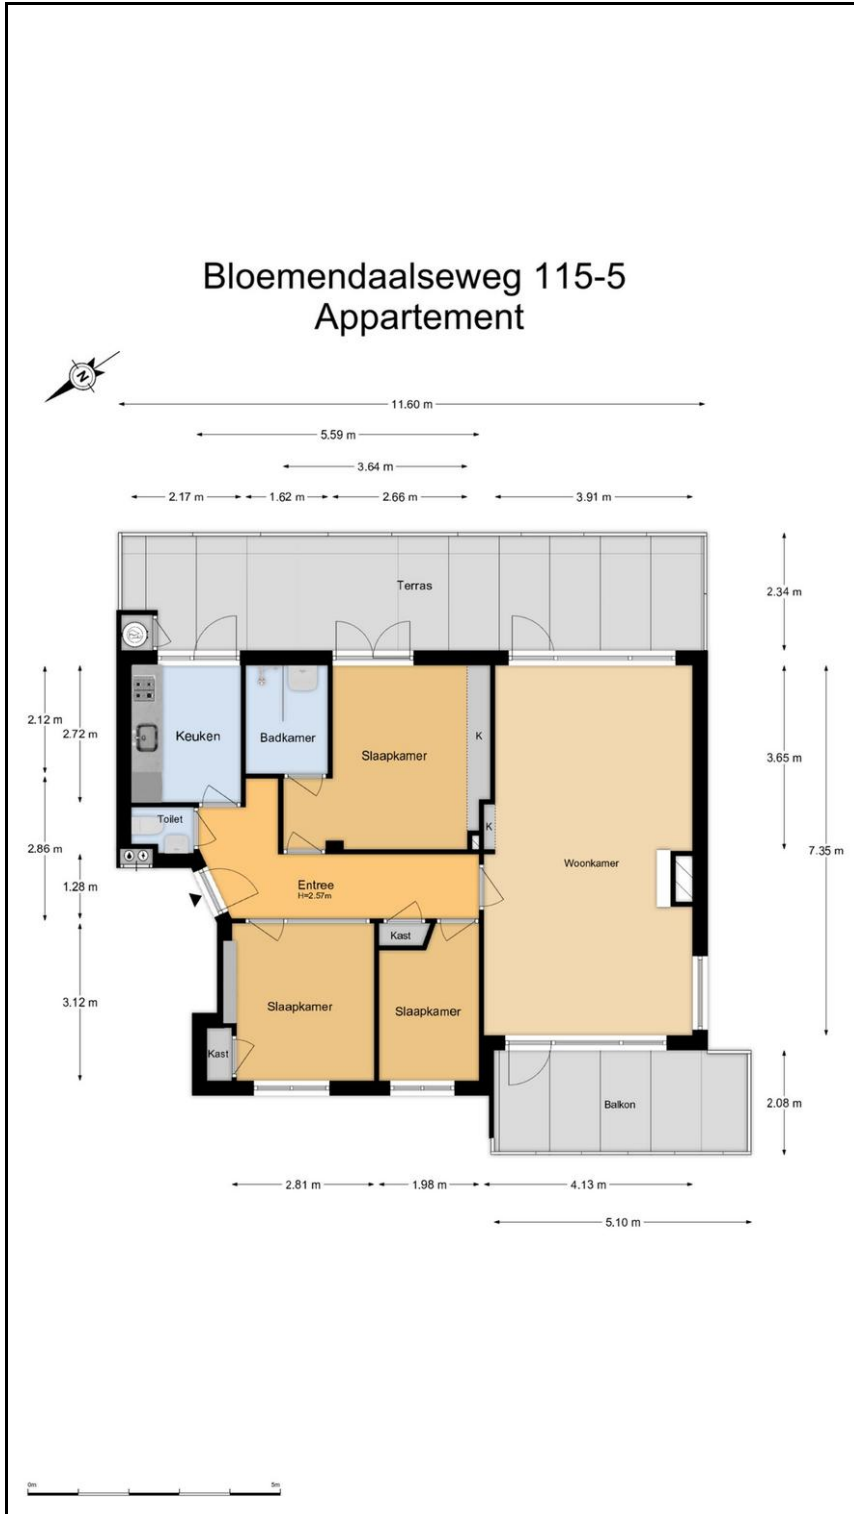 Bloemendaalseweg 115-5
Appartement
N
11.60 m
5.59 m
3.64 m
2.17 m
1.62 m
2.66 m
3.91 m
Terras
2.34 m
2.12 m
2.72 m
Keuken
Badkamer
Slaapkamer
K
3.65 m
Toilet
K
2.86 m
1.28 m
Entree
H=2.57m
Woonkamer
7.35 m
Kast
3.12 m
Slaapkamer
Slaapkamer
Kast
Balkon
2.08 m
2.81 m
1.98 m
4.13 m
5.10 m
0m
5m